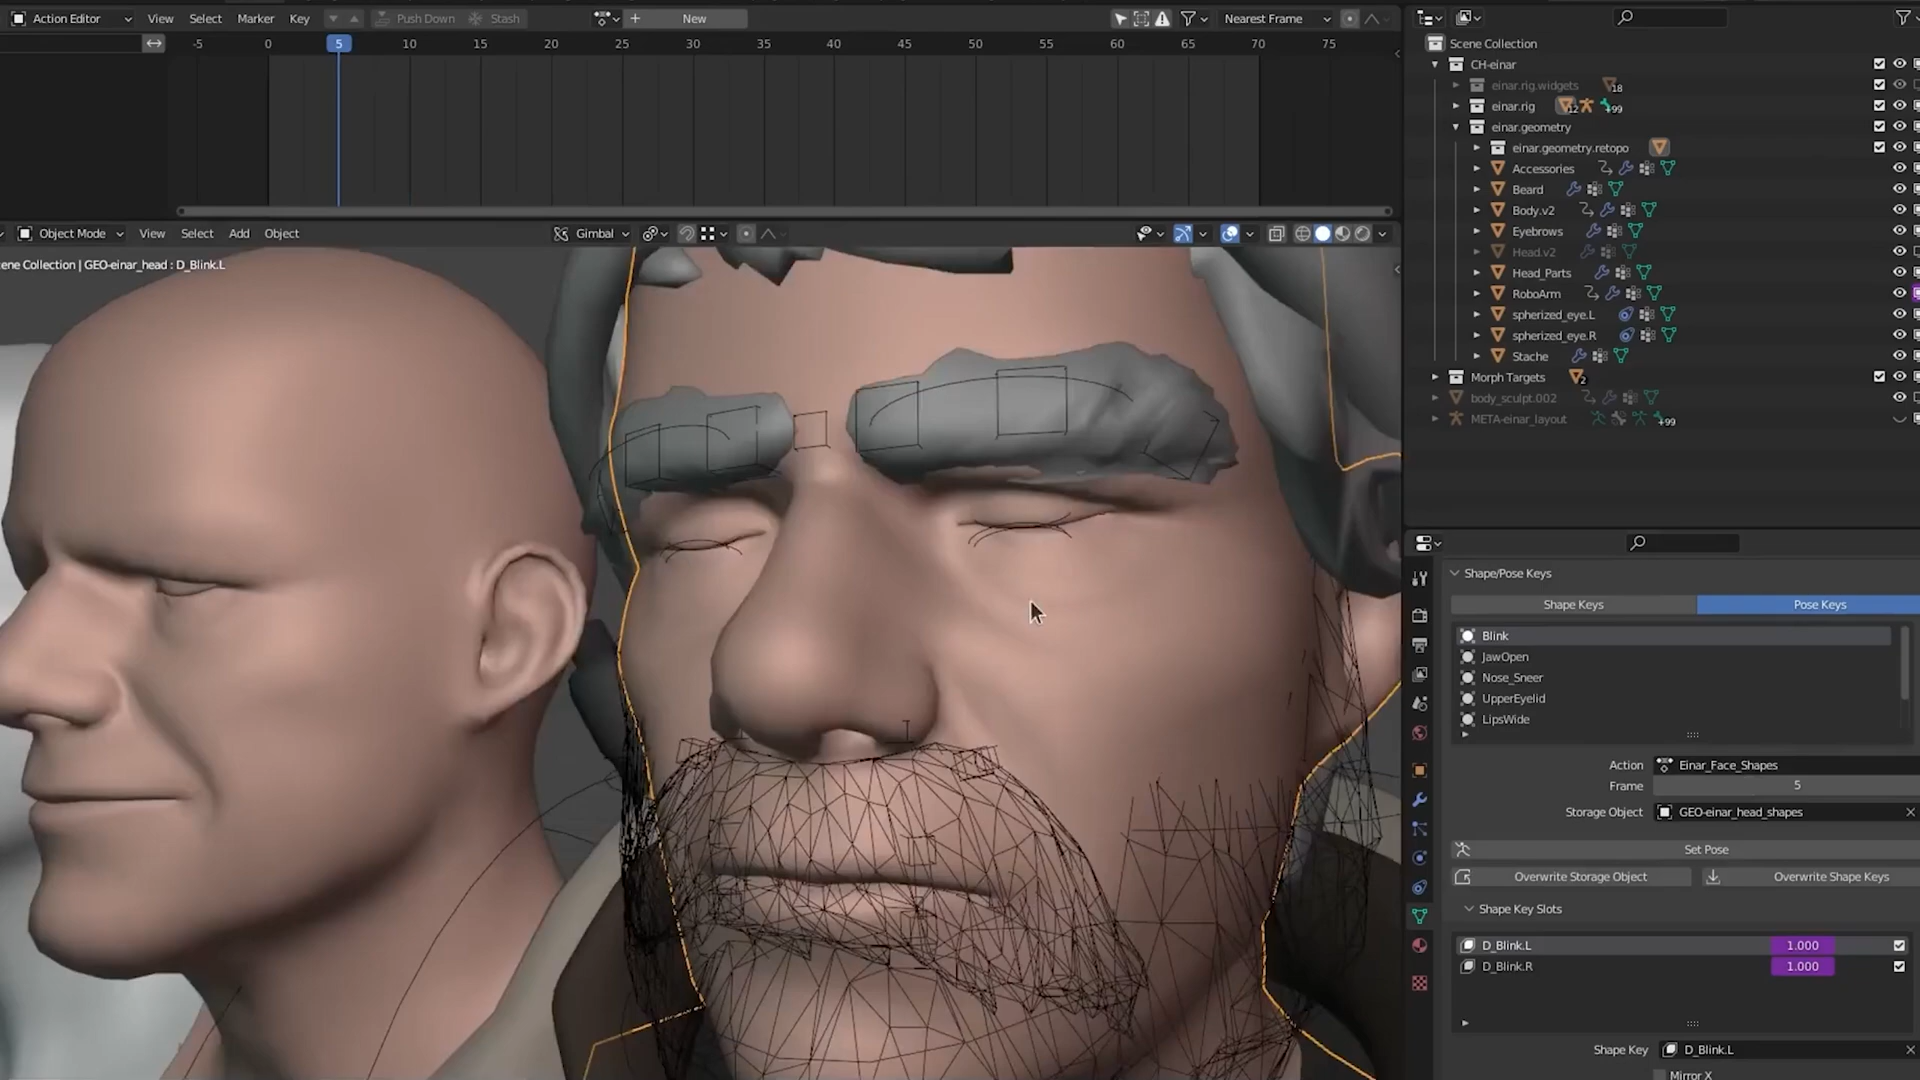 Action Editor View Select Marker Key Push Down Stash New Nearest Frame
-5 0 5 10 15 20 25 30 35 40 45 50 55 60 65 70 75
Object Mode View Select Add Object Gimbal
ene Collection | GEO-einar_head : D_Blink.L
Scene Collection
CH-einar
einar.rig.widgets 18
einar.rig 12 +99
einar.geometry
einar.geometry.retopo
Accessories
Beard
Body.v2
Eyebrows
Head.v2
Head_Parts
RoboArm
spherized_eye.L
spherized_eye.R
Stache
Morph Targets 2
body_sculpt.002
META-einar_layout +99
Shape/Pose Keys
Shape Keys Pose Keys
Blink
JawOpen
Nose_Sneer
UpperEyelid
LipsWide
Action Einar_Face_Shapes
Frame 5
Storage Object GEO-einar_head_shapes
Set Pose
Overwrite Storage Object Overwrite Shape Keys
Shape Key Slots
D_Blink.L 1.000
D_Blink.R 1.000
Shape Key D_Blink.L
Mirror X